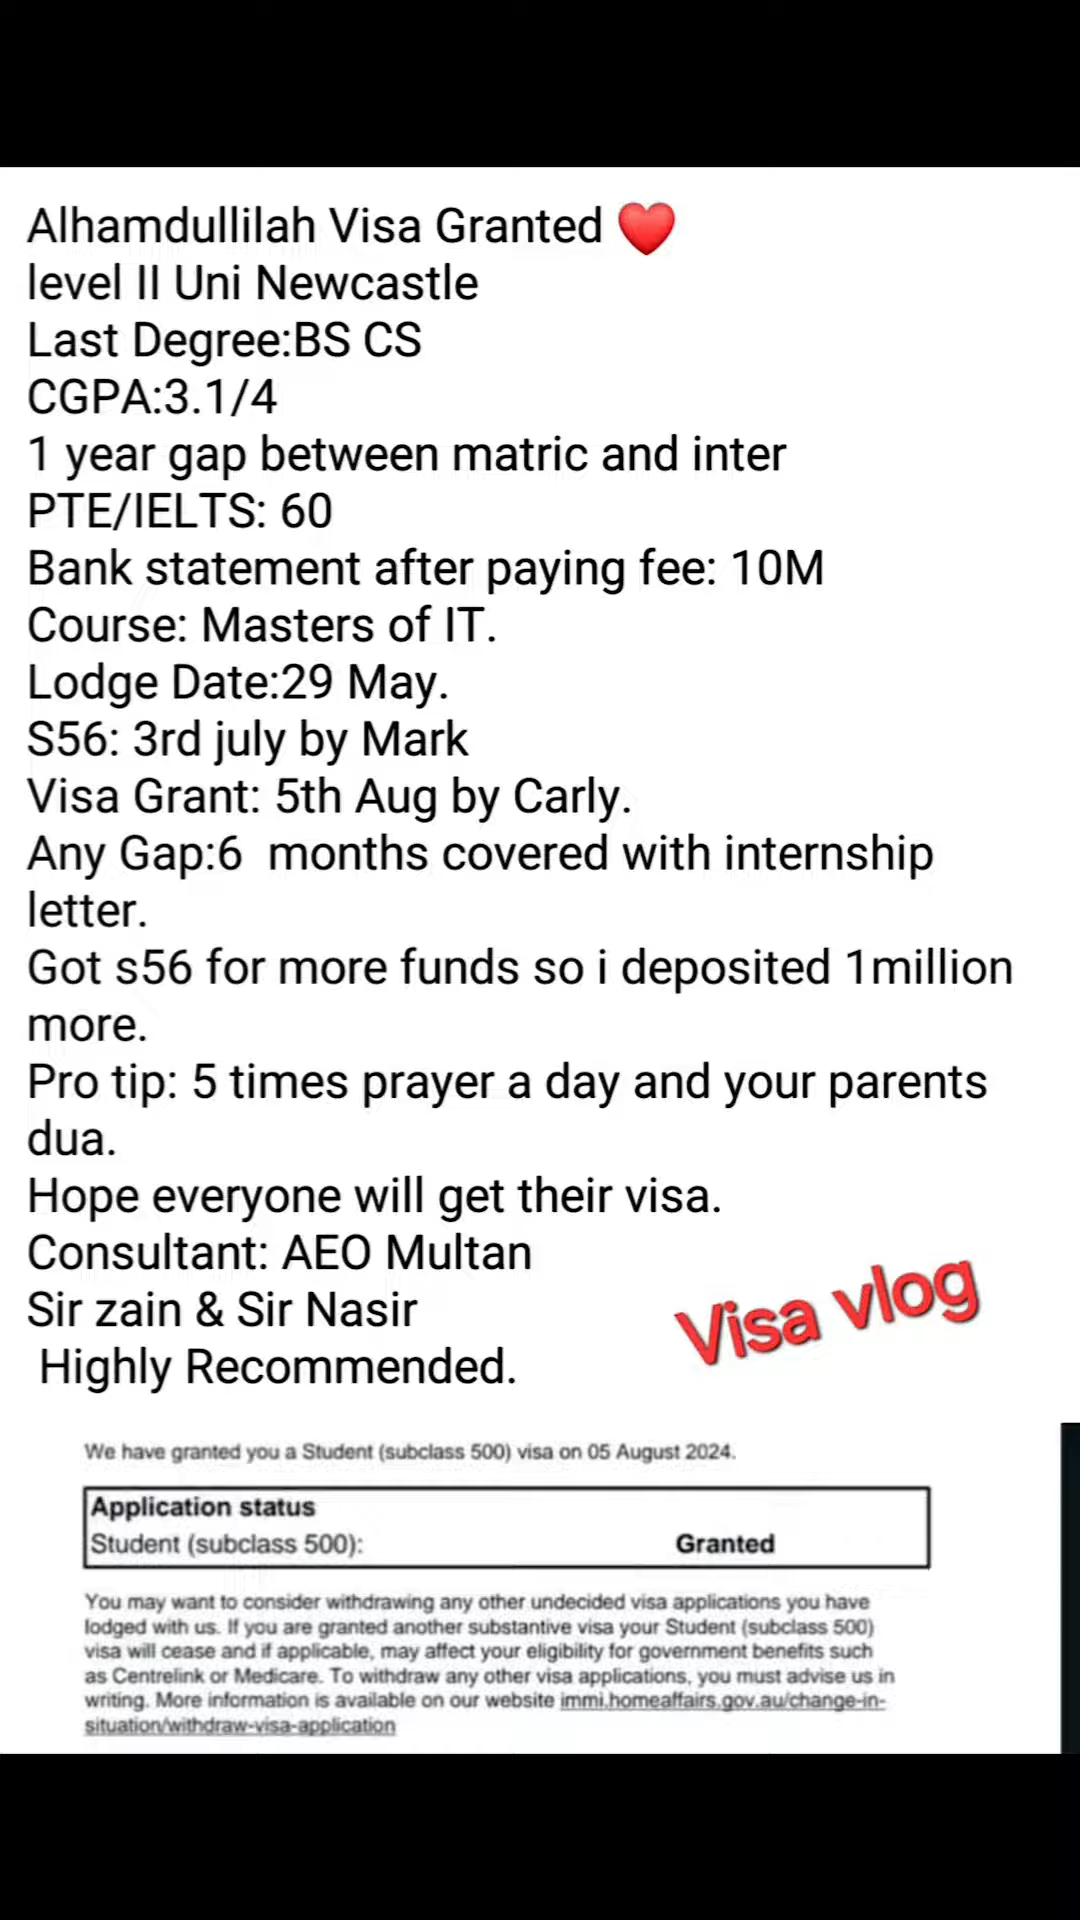 Alhamdullilah Visa Granted ❤️
level II Uni Newcastle
Last Degree:BS CS
CGPA:3.1/4
1 year gap between matric and inter
PTE/IELTS: 60
Bank statement after paying fee: 10M
Course: Masters of IT.
Lodge Date:29 May.
S56: 3rd july by Mark
Visa Grant: 5th Aug by Carly.
Any Gap:6  months covered with internship
letter.
Got s56 for more funds so i deposited 1million
more.
Pro tip: 5 times prayer a day and your parents
dua.
Hope everyone will get their visa.
Consultant: AEO Multan
Sir zain & Sir Nasir
Highly Recommended.
Visa vlog
We have granted you a Student (subclass 500) visa on 05 August 2024.
Application status
Student (subclass 500): Granted
You may want to consider withdrawing any other undecided visa applications you have
lodged with us. If you are granted another substantive visa your Student (subclass 500)
visa will cease and if applicable, may affect your eligibility for government benefits such
as Centrelink or Medicare. To withdraw any other visa applications, you must advise us in
writing. More information is available on our website immi.homeaffairs.gov.au/change-in-
situation/withdraw-visa-application